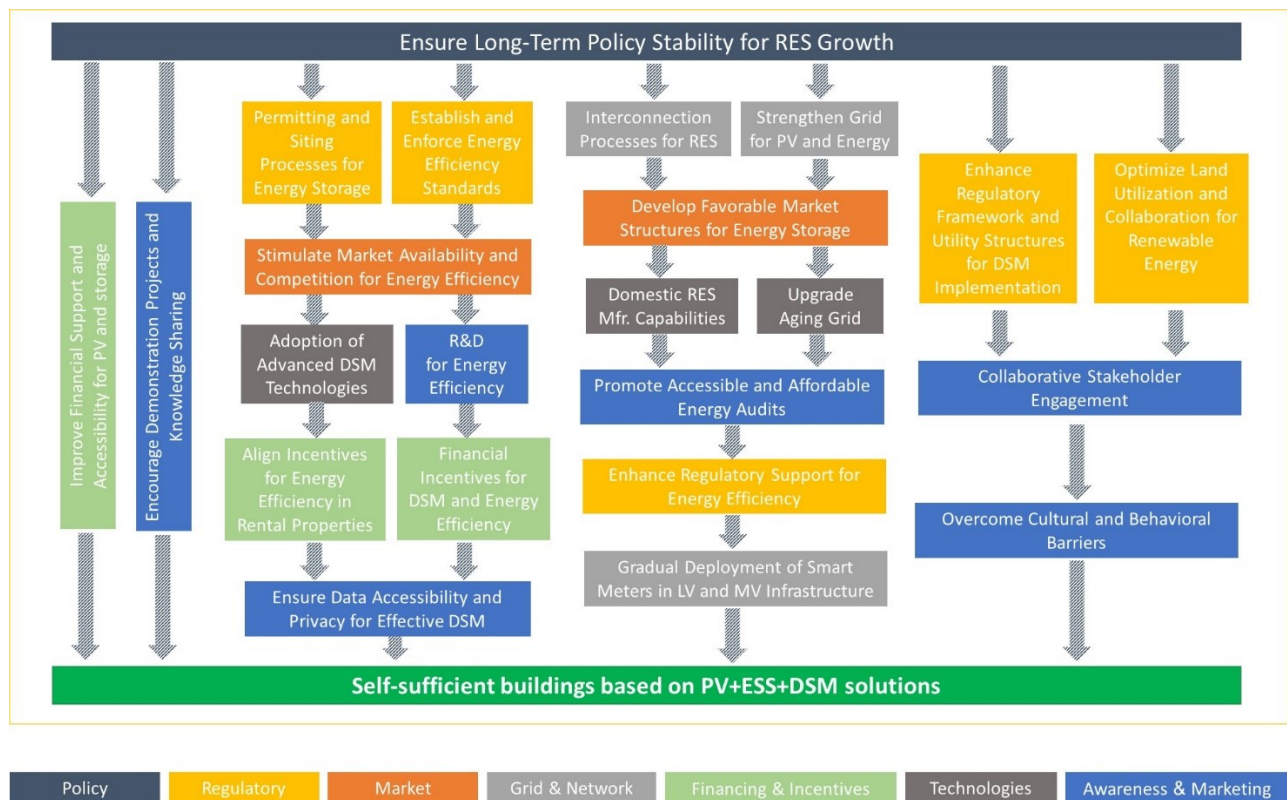 Ensure Long-Term Policy Stability for RES Growth
Improve Financial Support and
Accessibility for PV and storage
Encourage Demonstration Projects and
Knowledge Sharing
Permitting and
Siting
Processes for
Energy Storage
Establish and
Enforce Energy
Efficiency
Standards
Stimulate Market Availability and
Competition for Energy Efficiency
Adoption of
Advanced DSM
Technologies
R&D
for Energy
Efficiency
Align Incentives
for Energy
Efficiency in
Rental Properties
Financial
Incentives for
DSM and Energy
Efficiency
Ensure Data Accessibility and
Privacy for Effective DSM
Interconnection
Processes for RES
Strengthen Grid
for PV and Energy
Develop Favorable Market
Structures for Energy Storage
Domestic RES
Mfr. Capabilities
Upgrade
Aging Grid
Promote Accessible and Affordable
Energy Audits
Enhance Regulatory Support for
Energy Efficiency
Gradual Deployment of Smart
Meters in LV and MV Infrastructure
Enhance
Regulatory
Framework and
Utility Structures
for DSM
Implementation
Optimize Land
Utilization and
Collaboration for
Renewable
Energy
Collaborative Stakeholder
Engagement
Overcome Cultural and Behavioral
Barriers
Self-sufficient buildings based on PV+ESS+DSM solutions
Policy
Regulatory
Market
Grid & Network
Financing & Incentives
Technologies
Awareness & Marketing